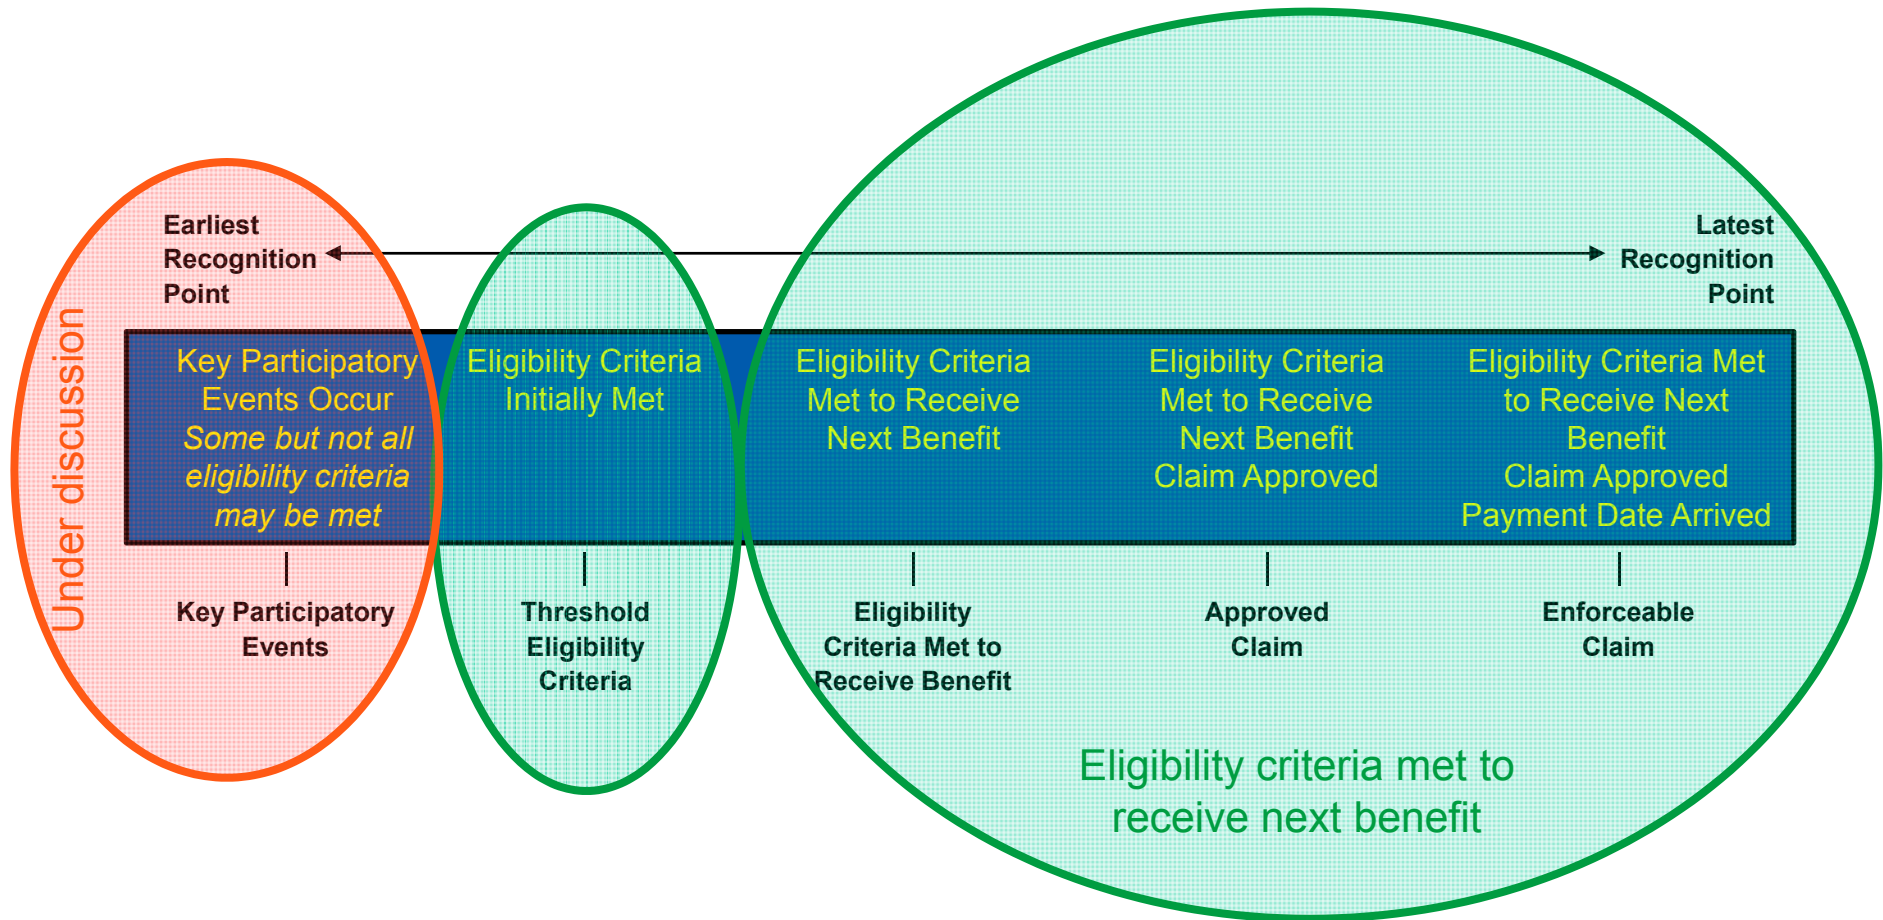 Under discussion
Earliest
Recognition
Point
Latest
Recognition
Point
Key Participatory
Events Occur
Some but not all
eligibility criteria
may be met
Eligibility Criteria
Initially Met
Eligibility Criteria
Met to Receive
Next Benefit
Eligibility Criteria
Met to Receive
Next Benefit
Claim Approved
Eligibility Criteria Met
to Receive Next
Benefit
Claim Approved
Payment Date Arrived
Key Participatory
Events
Threshold
Eligibility
Criteria
Eligibility
Criteria Met to
Receive Benefit
Approved
Claim
Enforceable
Claim
Eligibility criteria met to
receive next benefit